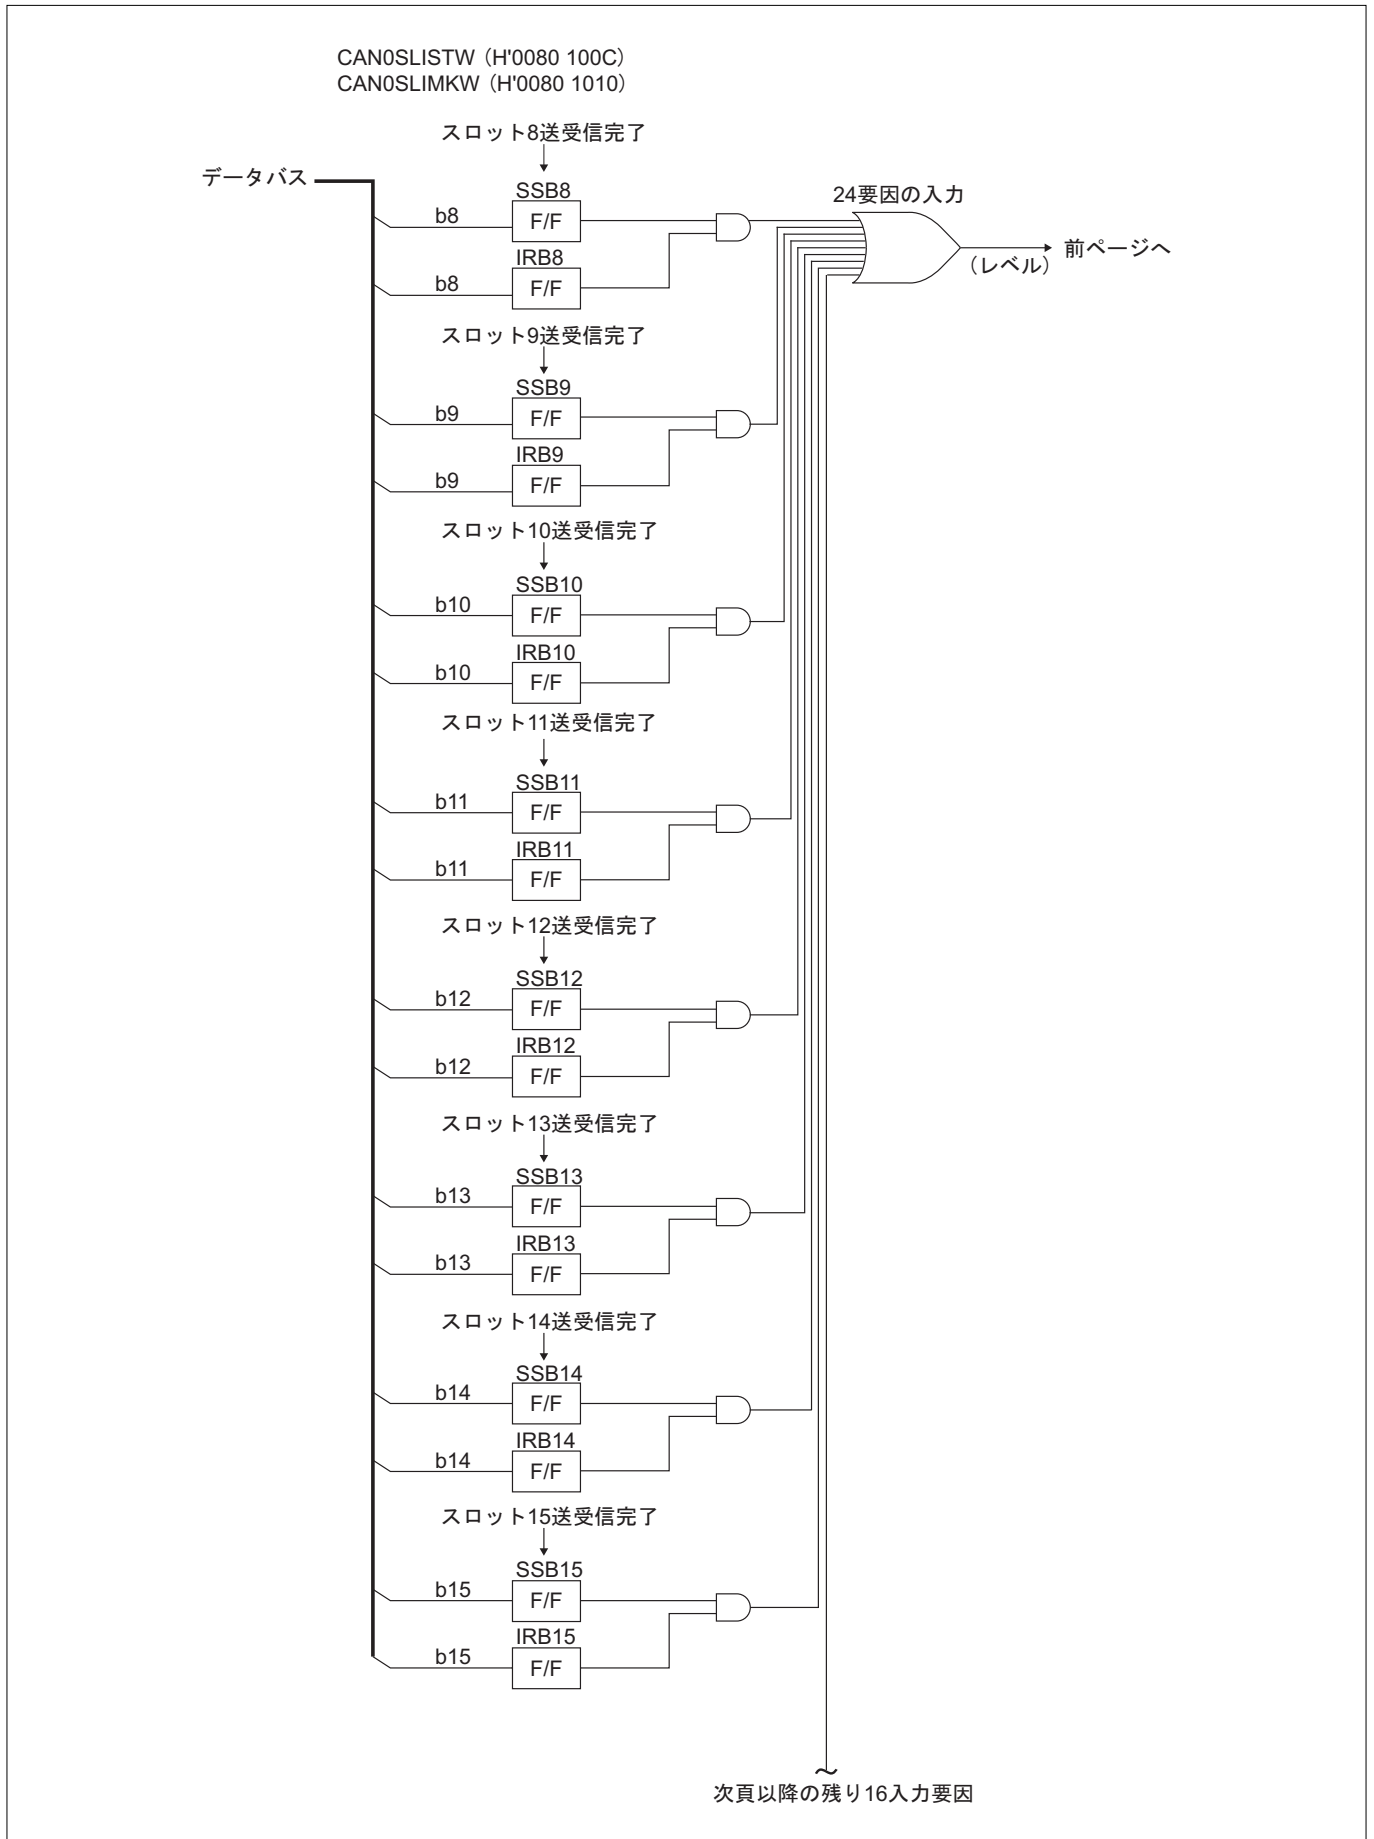 CAN0SLISTW（H'0080 100C）
CAN0SLIMKW（H'0080 1010）
スロット8送受信完了
データバス
SSB8
24要因の入力
b8
F/F
前ページへ
（レベル）
IRB8
b8
F/F
スロット9送受信完了
SSB9
b9
F/F
IRB9
b9
F/F
スロット10送受信完了
SSB10
b10
F/F
IRB10
b10
F/F
スロット11送受信完了
SSB11
b11
F/F
IRB11
b11
F/F
スロット12送受信完了
SSB12
b12
F/F
IRB12
b12
F/F
スロット13送受信完了
SSB13
b13
F/F
IRB13
b13
F/F
スロット14送受信完了
SSB14
b14
F/F
IRB14
b14
F/F
スロット15送受信完了
SSB15
b15
F/F
IRB15
b15
F/F
次頁以降の残り16入力要因